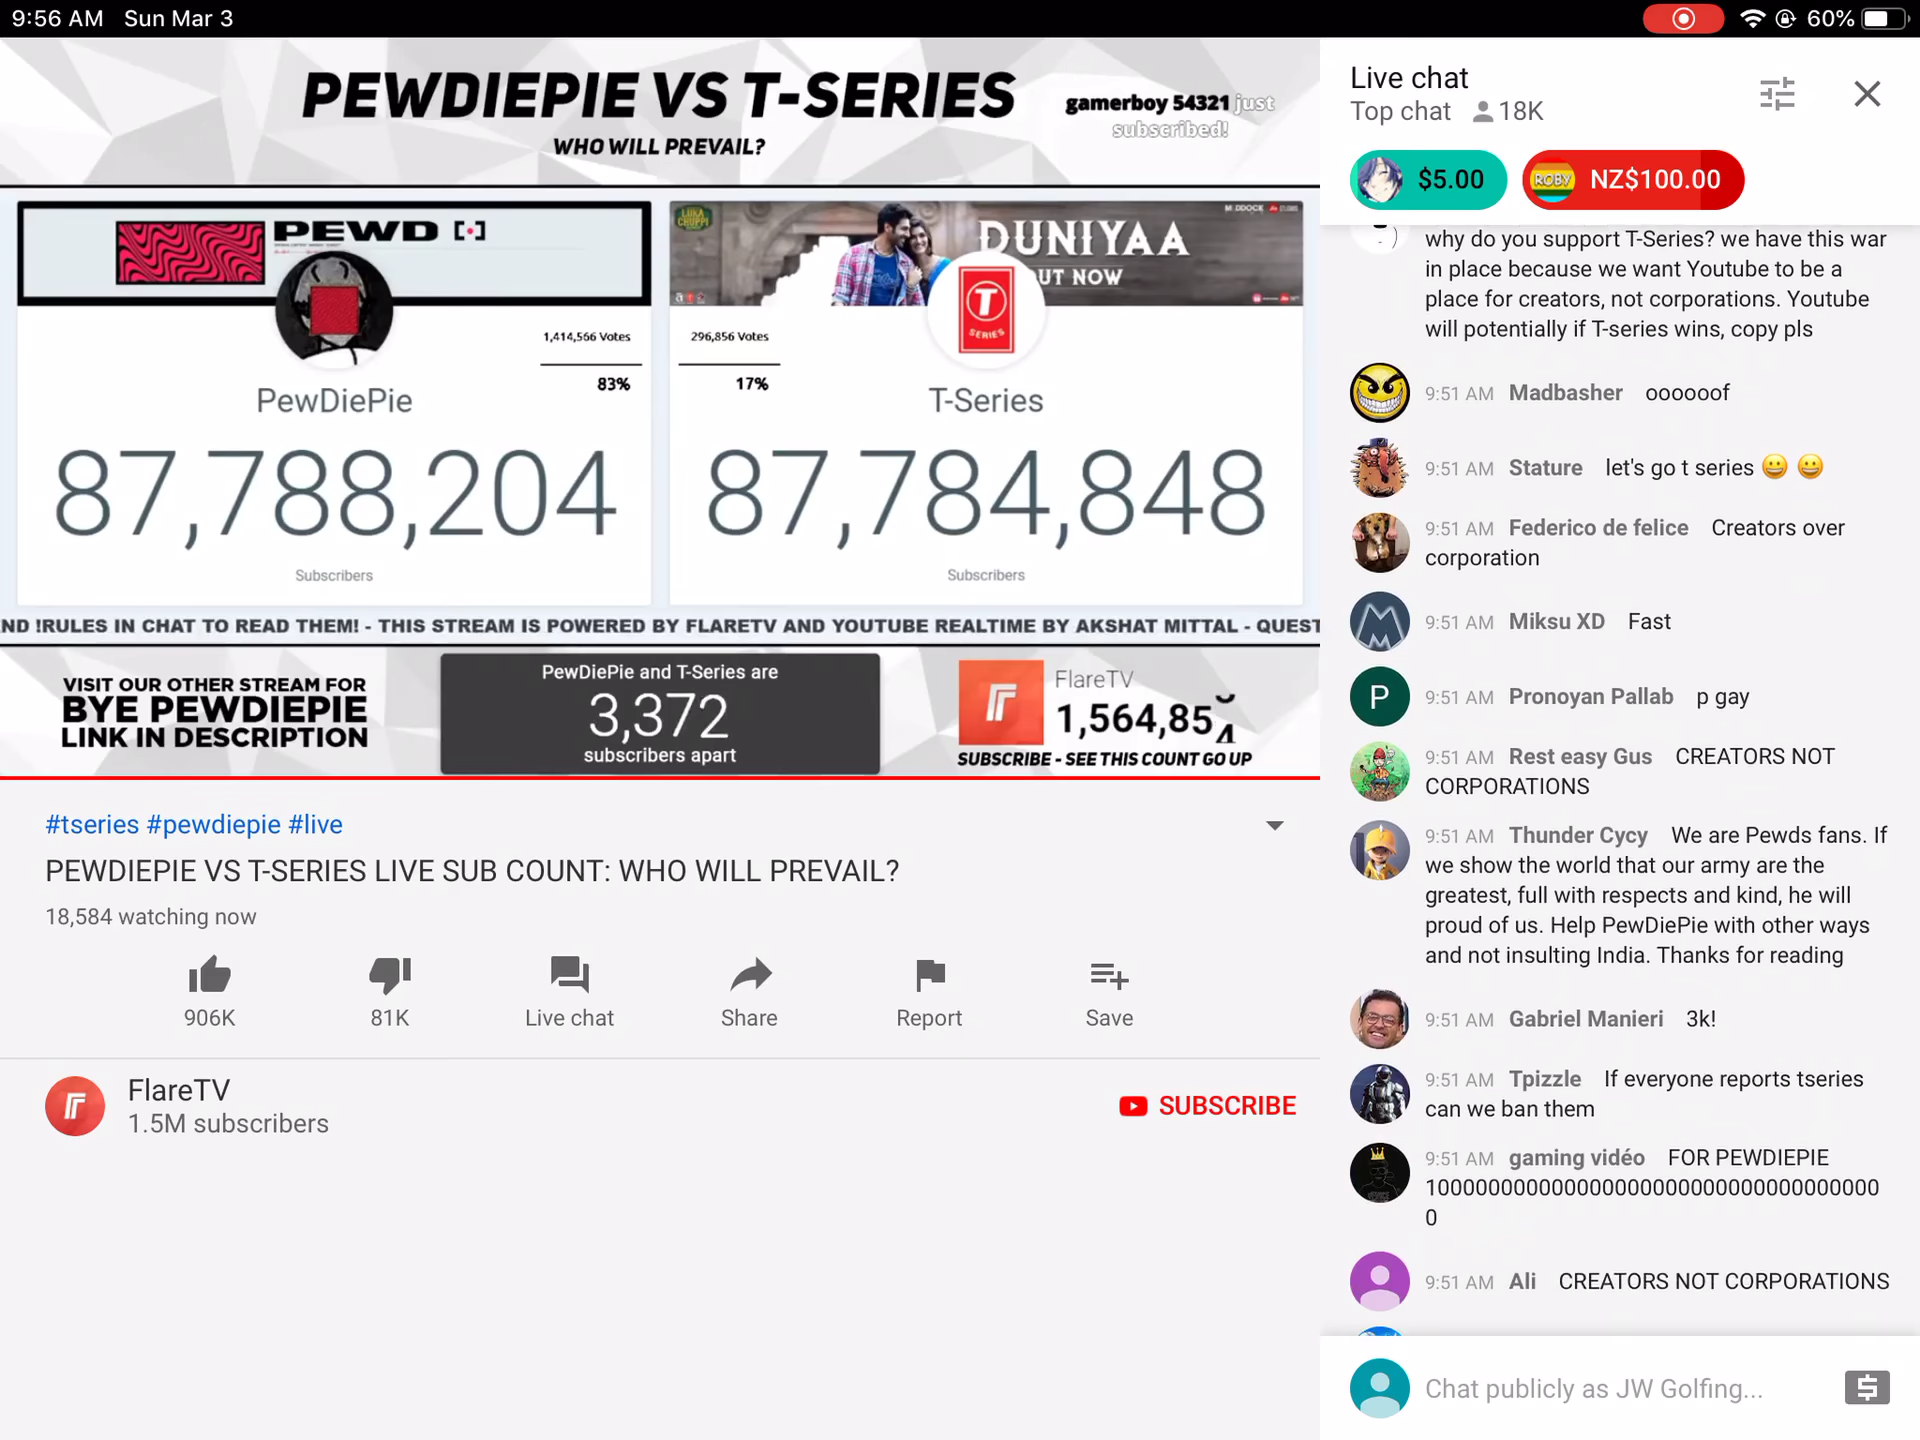 9:56 AM Sun Mar 3
60%
PEWDIEPIE VS T-SERIES
WHO WILL PREVAIL?
gamerboy 54321 just
subscribed!
PEWD
1,414,566 Votes
83%
PewDiePie
87,788,204
Subscribers
LUKA
CHUPPI
DUNIYAA
OUT NOW
T
SERIES
296,856 Votes
17%
T-Series
87,784,848
Subscribers
ND !RULES IN CHAT TO READ THEM! - THIS STREAM IS POWERED BY FLARETV AND YOUTUBE REALTIME BY AKSHAT MITTAL - QUEST
VISIT OUR OTHER STREAM FOR
BYE PEWDIEPIE
LINK IN DESCRIPTION
PewDiePie and T-Series are
3,372
subscribers apart
FlareTV
1,564,85
SUBSCRIBE - SEE THIS COUNT GO UP
#tseries #pewdiepie #live
PEWDIEPIE VS T-SERIES LIVE SUB COUNT: WHO WILL PREVAIL?
18,584 watching now
906K
81K
Live chat
Share
Report
Save
FlareTV
1.5M subscribers
SUBSCRIBE
Live chat
Top chat 18K
$5.00
ROBY NZ$100.00
why do you support T-Series? we have this war
in place because we want Youtube to be a
place for creators, not corporations. Youtube
will potentially if T-series wins, copy pls
9:51 AM Madbasher oooooof
9:51 AM Stature let's go t series 😀 😀
9:51 AM Federico de felice Creators over
corporation
9:51 AM Miksu XD Fast
P
9:51 AM Pronoyan Pallab p gay
9:51 AM Rest easy Gus CREATORS NOT
CORPORATIONS
9:51 AM Thunder Cycy We are Pewds fans. If
we show the world that our army are the
greatest, full with respects and kind, he will
proud of us. Help PewDiePie with other ways
and not insulting India. Thanks for reading
9:51 AM Gabriel Manieri 3k!
9:51 AM Tpizzle If everyone reports tseries
can we ban them
9:51 AM gaming vidéo FOR PEWDIEPIE
10000000000000000000000000000000000
0
9:51 AM Ali CREATORS NOT CORPORATIONS
Chat publicly as JW Golfing...